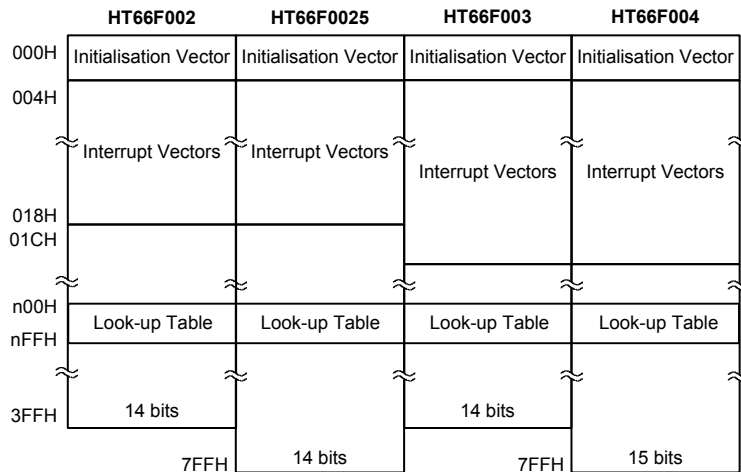 HT66F002 HT66F0025 HT66F003 HT66F004
000H Initialisation Vector Initialisation Vector Initialisation Vector Initialisation Vector
004H
Interrupt Vectors Interrupt Vectors Interrupt Vectors Interrupt Vectors
018H
01CH
n00H
Look-up Table Look-up Table Look-up Table Look-up Table
nFFH
3FFH 14 bits 14 bits
7FFH 14 bits 7FFH 15 bits